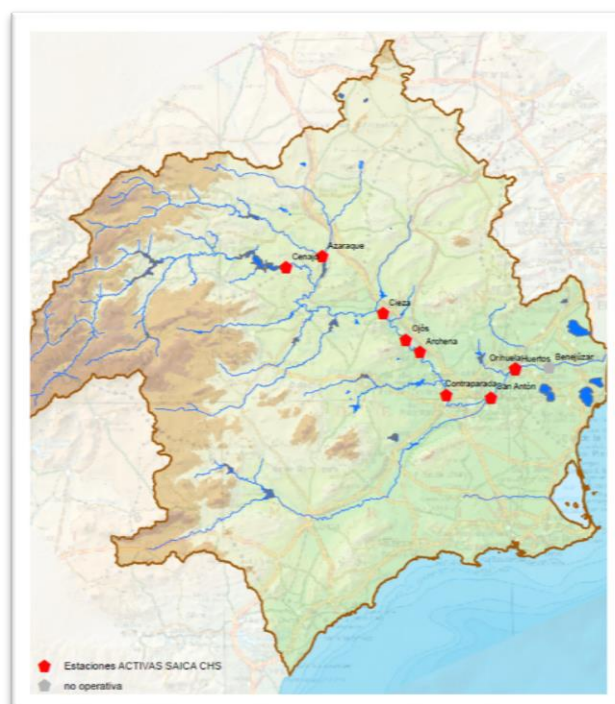 Azaraque
Cenajo
Cieza
Ojós
Archena
Orihuela
Huertos
Benejúzar
Contraparada
San Antón
Estaciones ACTIVAS SAICA CHS
no operativa